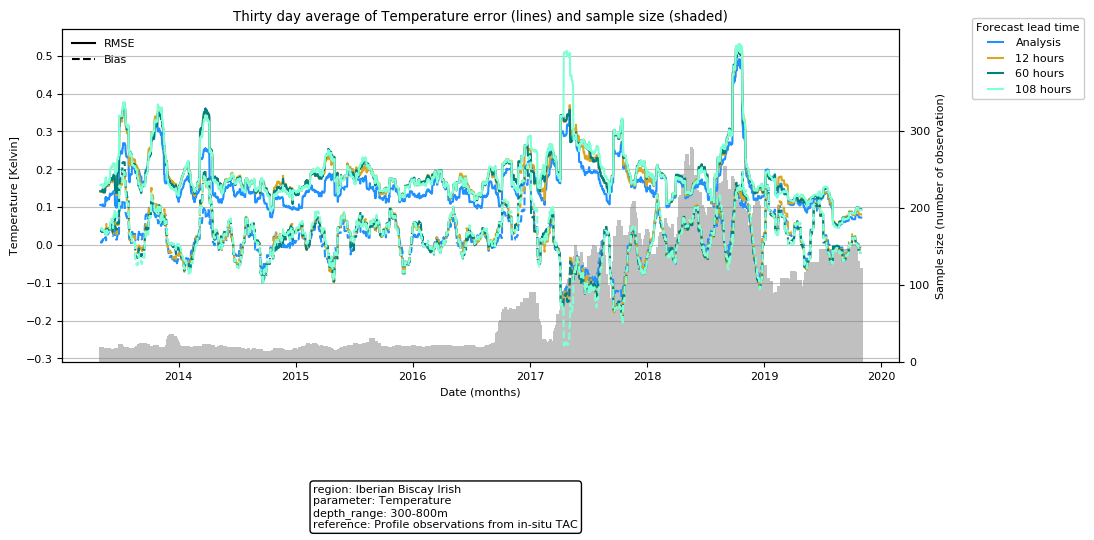 Thirty day average of Temperature error (lines) and sample size (shaded)
Forecast lead time
Analysis
12 hours
60 hours
108 hours
RMSE
Bias
Temperature [Kelvin]
0.5
0.4
0.3
0.2
0.1
0.0
−0.1
−0.2
−0.3
Sample size (number of observation)
300
200
100
0
2014
2015
2016
2017
2018
2019
2020
Date (months)
region: Iberian Biscay Irish
parameter: Temperature
depth_range: 300-800m
reference: Profile observations from in-situ TAC